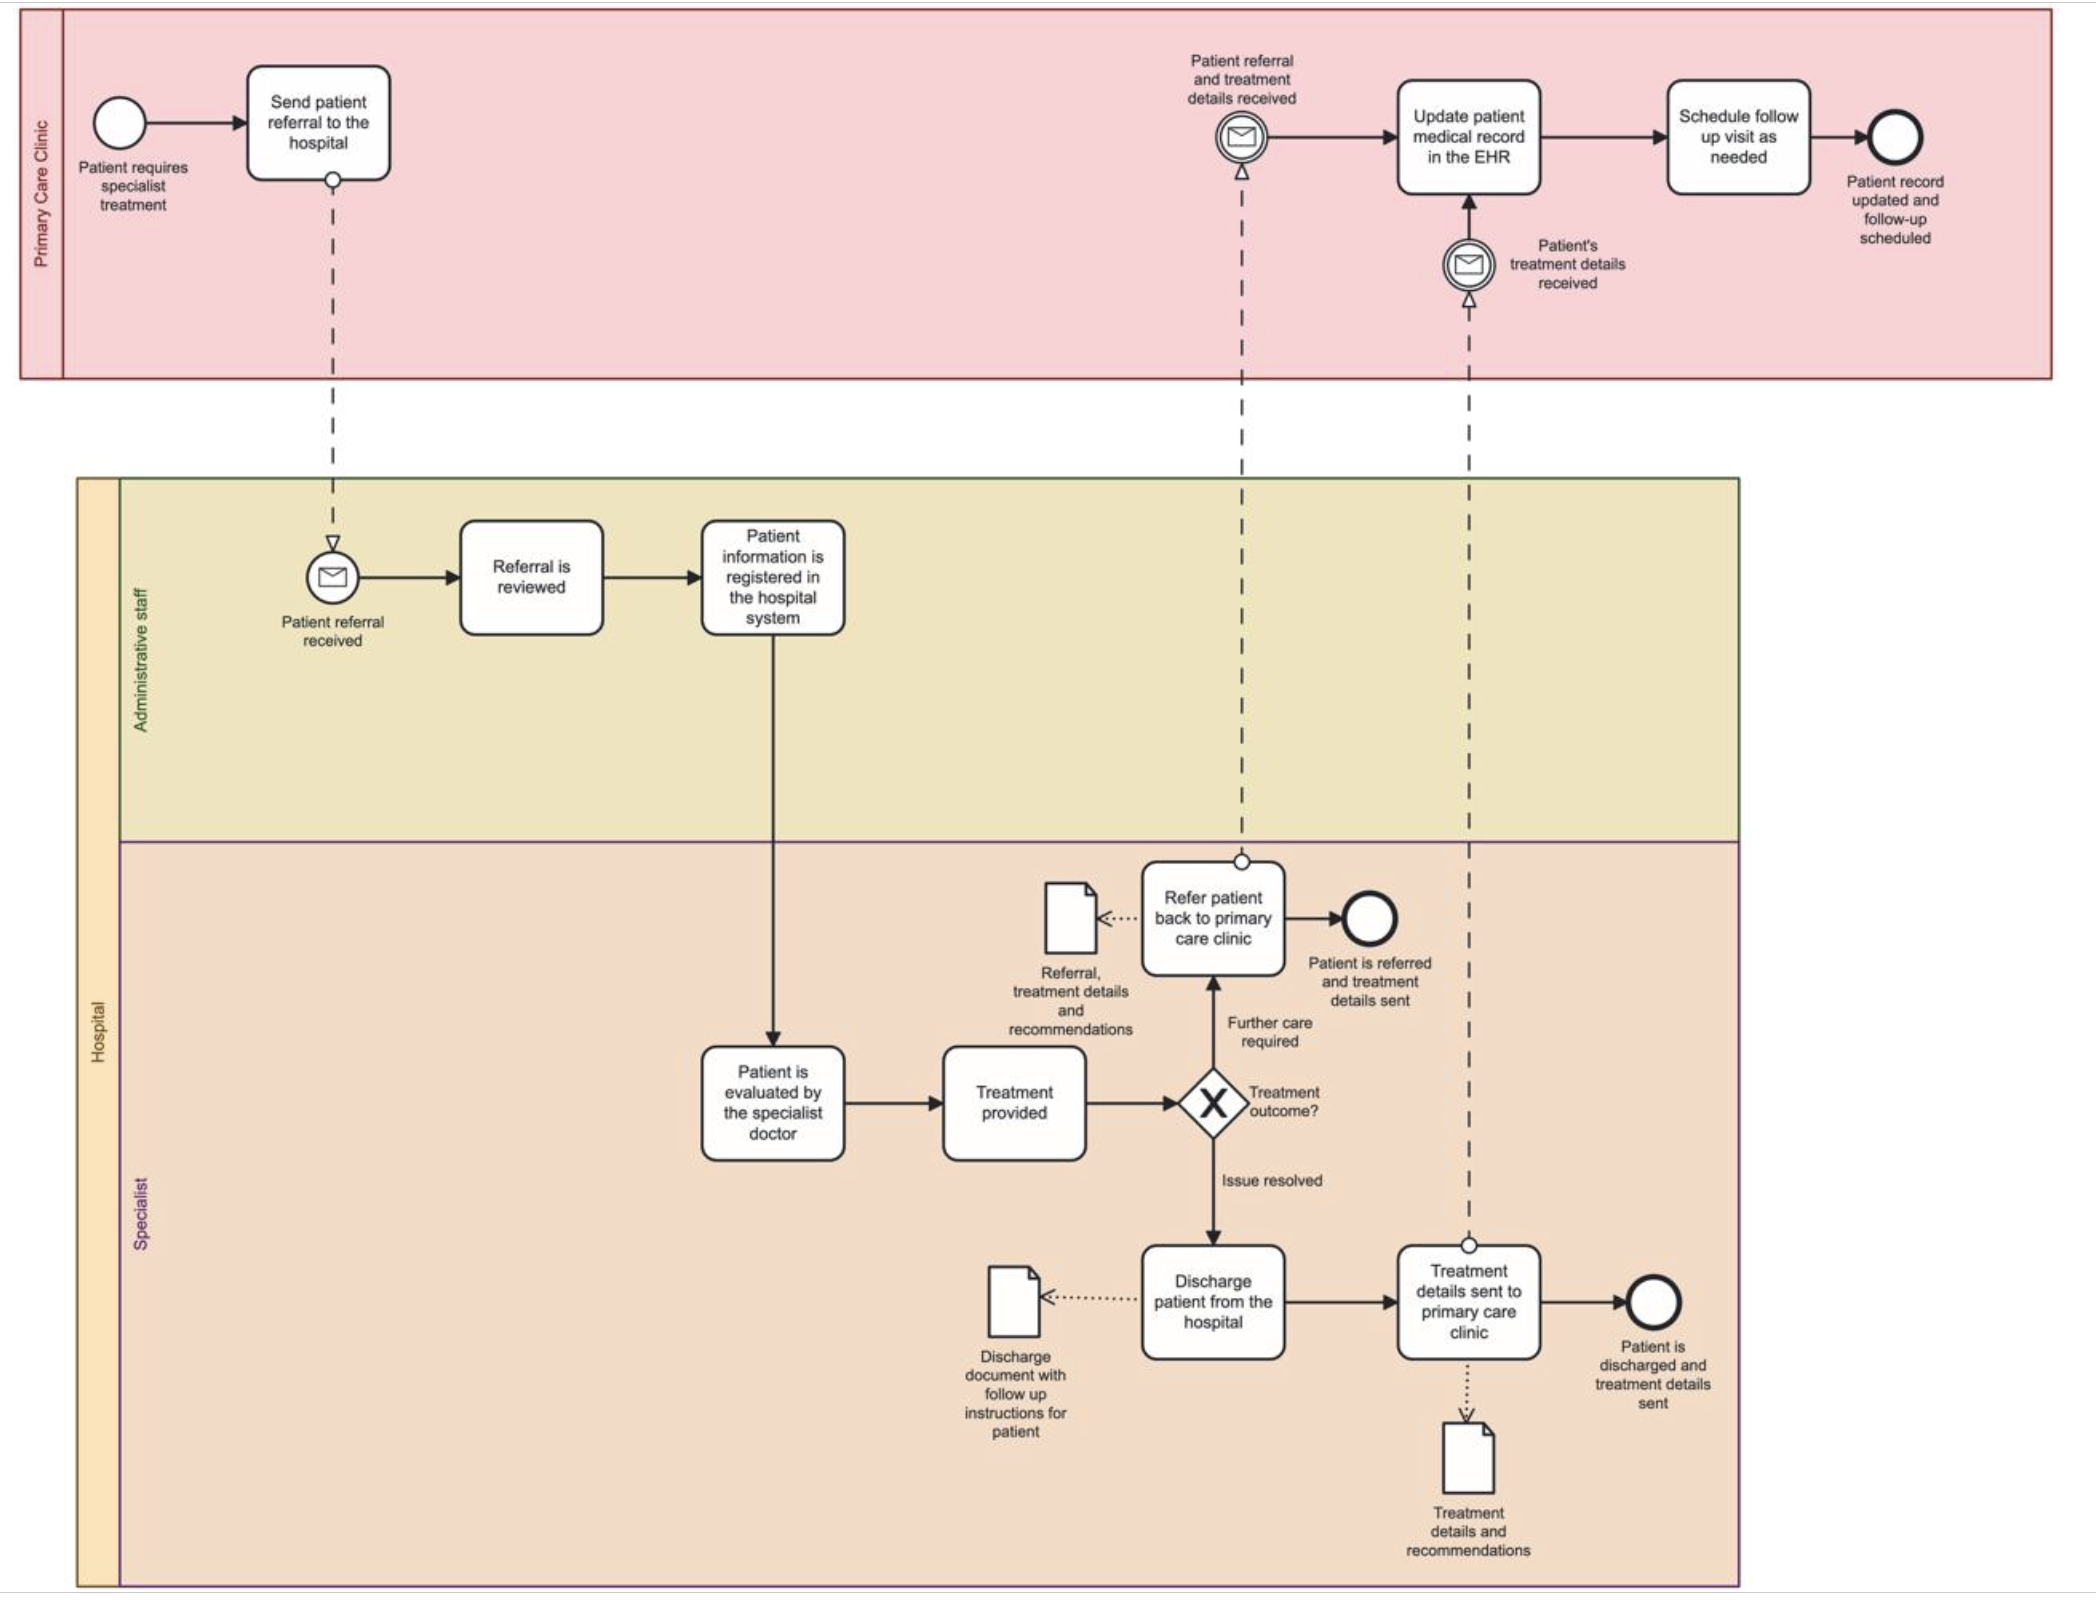 Primary Care Clinic
Patient requires
specialist
treatment
Send patient
referral to the
hospital
Patient referral
and treatment
details received
Update patient
medical record
in the EHR
Schedule follow
up visit as
needed
Patient record
updated and
follow-up
scheduled
Patient's
treatment details
received
Hospital
Administrative staff
Patient referral
received
Referral is
reviewed
Patient
information is
registered in
the hospital
system
Specialist
Patient is
evaluated by
the specialist
doctor
Treatment
provided
Treatment
outcome?
Further care
required
Refer patient
back to primary
care clinic
Referral,
treatment details
and
recommendations
Patient is referred
and treatment
details sent
Issue resolved
Discharge
patient from the
hospital
Discharge
document with
follow up
instructions for
patient
Treatment
details sent to
primary care
clinic
Treatment
details and
recommendations
Patient is
discharged and
treatment details
sent